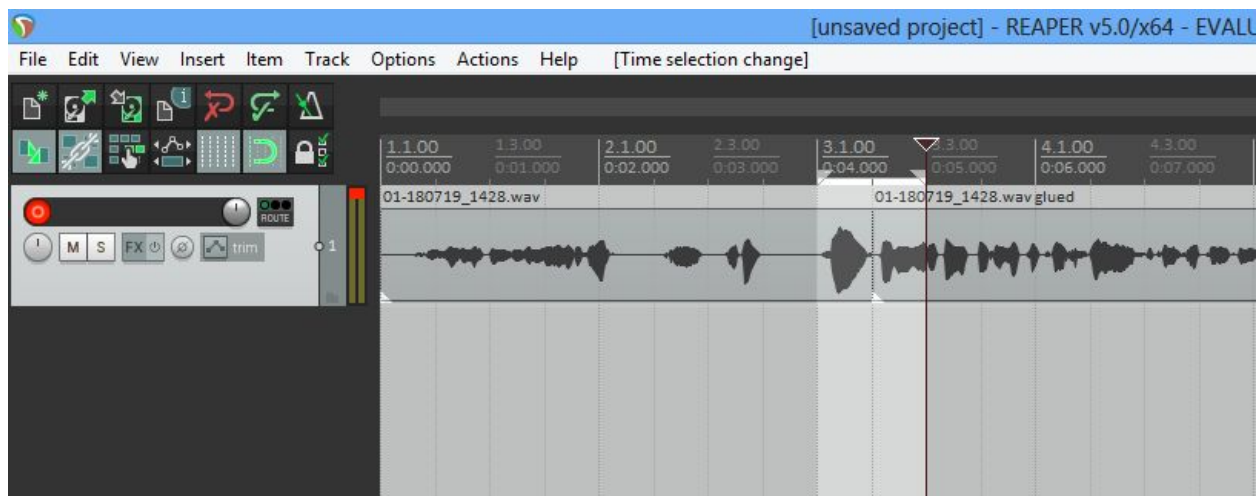 [unsaved project] - REAPER v5.0/x64 - EVALU
File Edit View Insert Item Track Options Actions Help [Time selection change]
1.1.00 1.3.00 2.1.00 2.3.00 3.1.00 3.3.00 4.1.00 4.3.00
0:00.000 0:01.000 0:02.000 0:03.000 0:04.000 0:05.000 0:06.000 0:07.000
01-180719_1428.wav 01-180719_1428.wav glued
ROUTE
M S FX trim 1